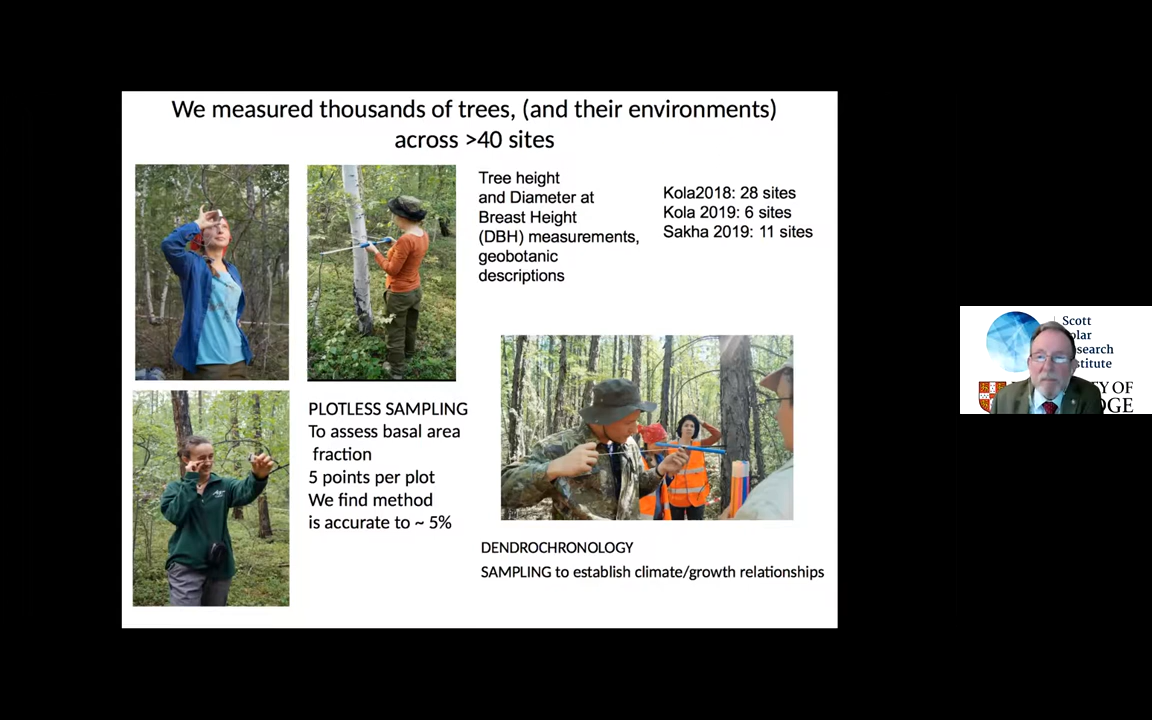 We measured thousands of trees, (and their environments)
across >40 sites
Tree height
and Diameter at
Breast Height
(DBH) measurements,
geobotanic
descriptions
Kola2018: 28 sites
Kola 2019: 6 sites
Sakha 2019: 11 sites
PLOTLESS SAMPLING
To assess basal area
fraction
5 points per plot
We find method
is accurate to ~ 5%
DENDROCHRONOLOGY
SAMPLING to establish climate/growth relationships
Scott